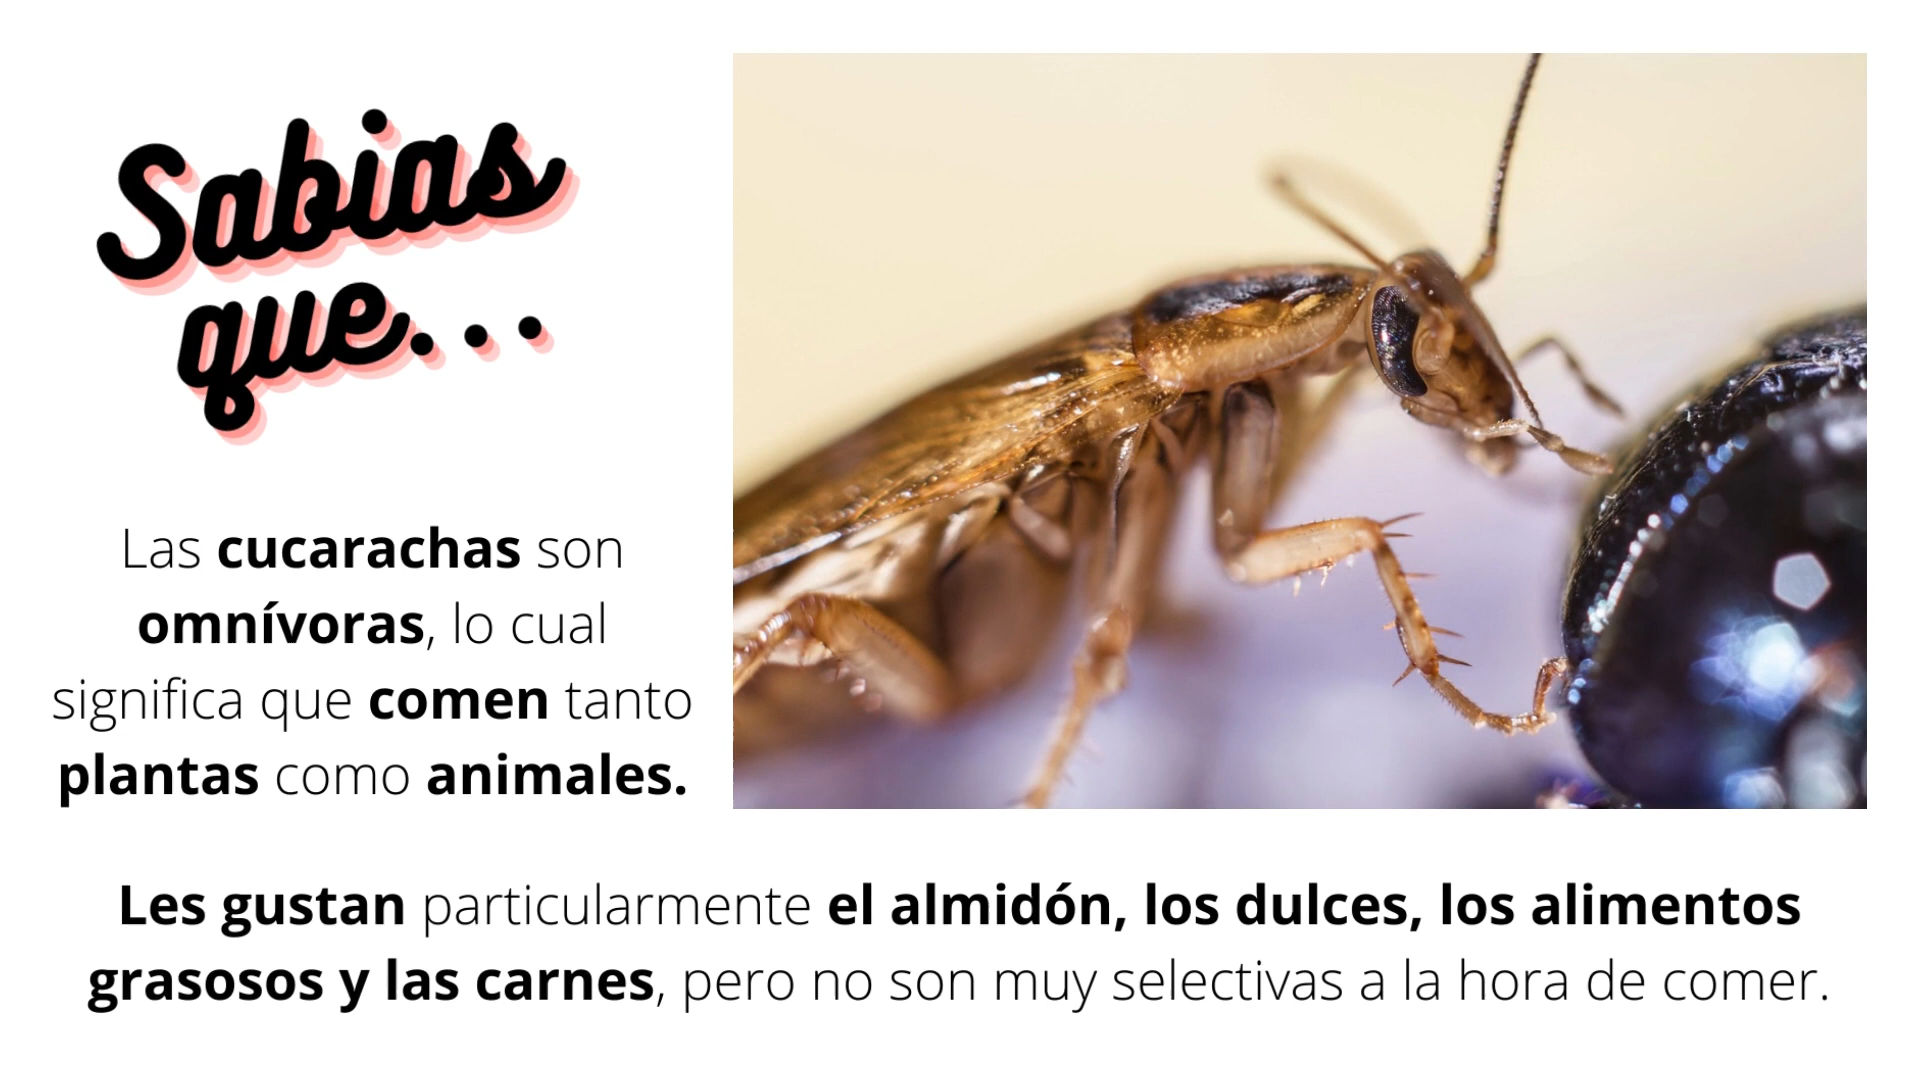 Sabias
que...
Las cucarachas son
omnívoras, lo cual
significa que comen tanto
plantas como animales.
Les gustan particularmente el almidón, los dulces, los alimentos
grasosos y las carnes, pero no son muy selectivas a la hora de comer.